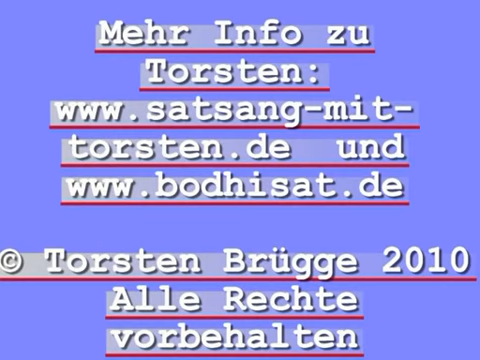 Mehr Info zu
Torsten:
www.satsang-mit-
torsten.de und
www.bodhisat.de
© Torsten Brügge 2010
Alle Rechte
vorbehalten